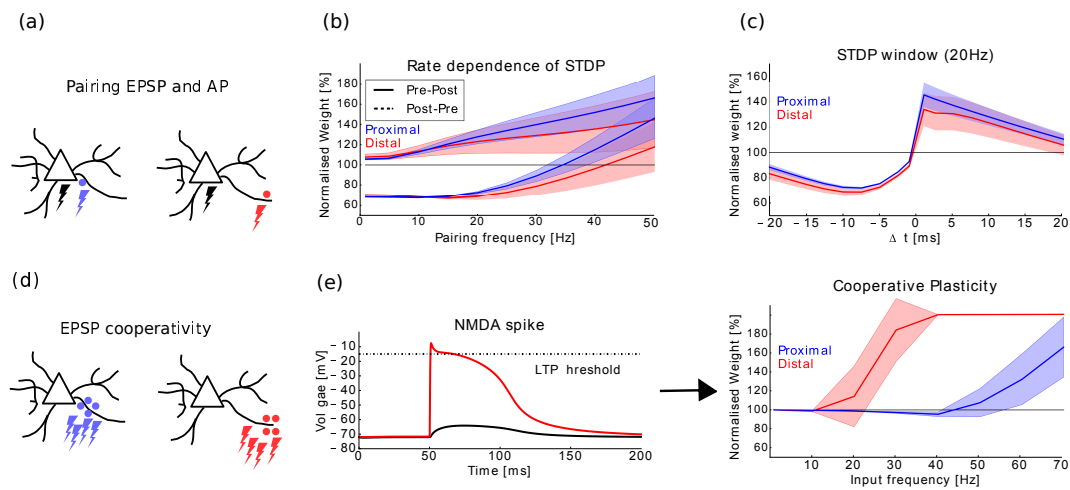 (a)
Pairing EPSP and AP
(b)
Rate dependence of STDP
Normalised Weight [%]
180
160
140
120
100
80
60
Pre-Post
Post-Pre
Proximal
Distal
0
10
20
30
40
50
Pairing frequency [Hz]
(c)
STDP window (20Hz)
Normalised weight [%]
160
140
120
100
80
60
Proximal
Distal
−20
−15
−10
−5
0
5
10
15
20
Δ t [ms]
(d)
EPSP cooperativity
(e)
NMDA spike
Vol gage [mV]
−10
−20
−30
−40
−50
−60
−70
−80
LTP hreshold
0
50
100
150
200
Time [ms]
Cooperative Plasticity
Normalised Weight [%]
180
160
140
120
100
80
60
Proximal
Distal
10
20
30
40
50
60
70
Input frequency [Hz]